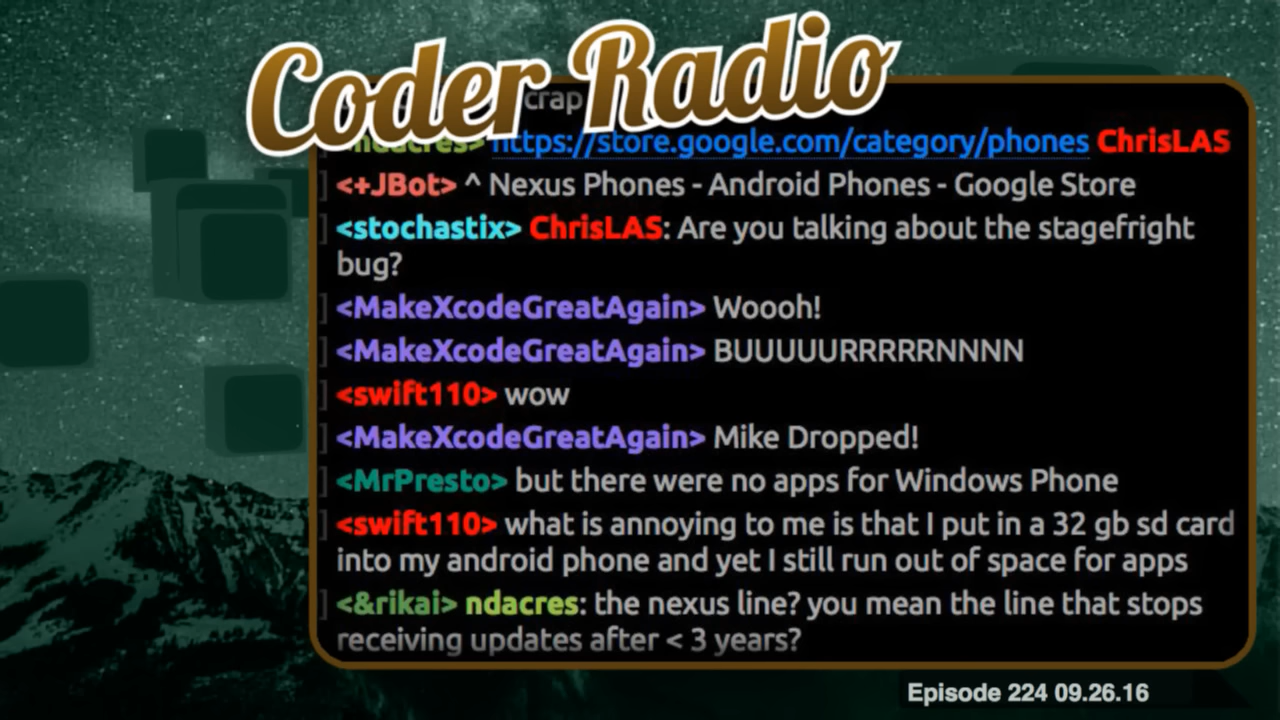 Coder Radio
crap
ndacres> https://store.google.com/category/phones ChrisLAS
] <+JBot> ^ Nexus Phones - Android Phones - Google Store
] <stochastix> ChrisLAS: Are you talking about the stagefright
bug?
] <MakeXcodeGreatAgain> Woooh!
] <MakeXcodeGreatAgain> BUUUUURRRRRNNNN
] <swift110> wow
] <MakeXcodeGreatAgain> Mike Dropped!
] <MrPresto> but there were no apps for Windows Phone
] <swift110> what is annoying to me is that I put in a 32 gb sd card
into my android phone and yet I still run out of space for apps
] <&rikai> ndacres: the nexus line? you mean the line that stops
receiving updates after < 3 years?
Episode 224 09.26.16